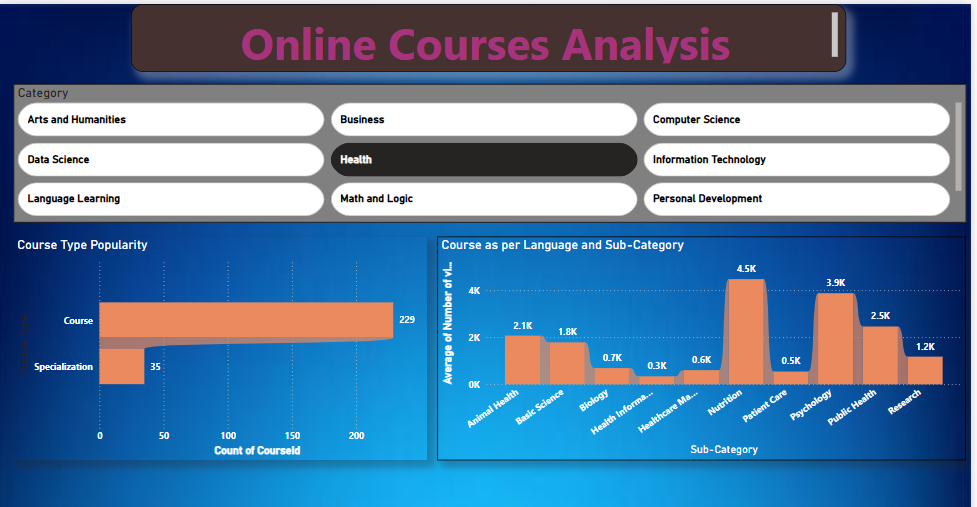 Online Courses Analysis
Category
Arts and Humanities
Business
Computer Science
Data Science
Health
Information Technology
Language Learning
Math and Logic
Personal Development
Course Type Popularity
Course
229
Specialization
35
0 50 100 150 200
Count of CourseId
Course as per Language and Sub-Category
Average of Number of vi...
4K
2K
0K
2.1K
1.8K
0.7K
0.3K
0.6K
4.5K
0.5K
3.9K
2.5K
1.2K
Animal Health
Basic Science
Biology
Health Informa...
Healthcare Ma...
Nutrition
Patient Care
Psychology
Public Health
Research
Sub-Category